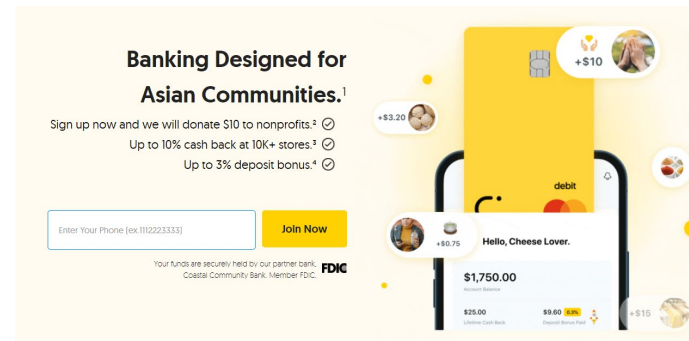 Banking Designed for
Asian Communities.¹
Sign up now and we will donate $10 to nonprofits.²
Up to 10% cash back at 10K+ stores.³
Up to 3% deposit bonus.⁴
Enter Your Phone (ex.1112223333)
Join Now
Your funds are securely held by our partner bank,
Coastal Community Bank. Member FDIC.
FDIC
+$10
+$3.20
debit
+$0.75
Hello, Cheese Lover.
$1,750.00
Account Balance
$25.00
Lifetime Cash Back
$9.60
Deposit Bonus Paid
+$15